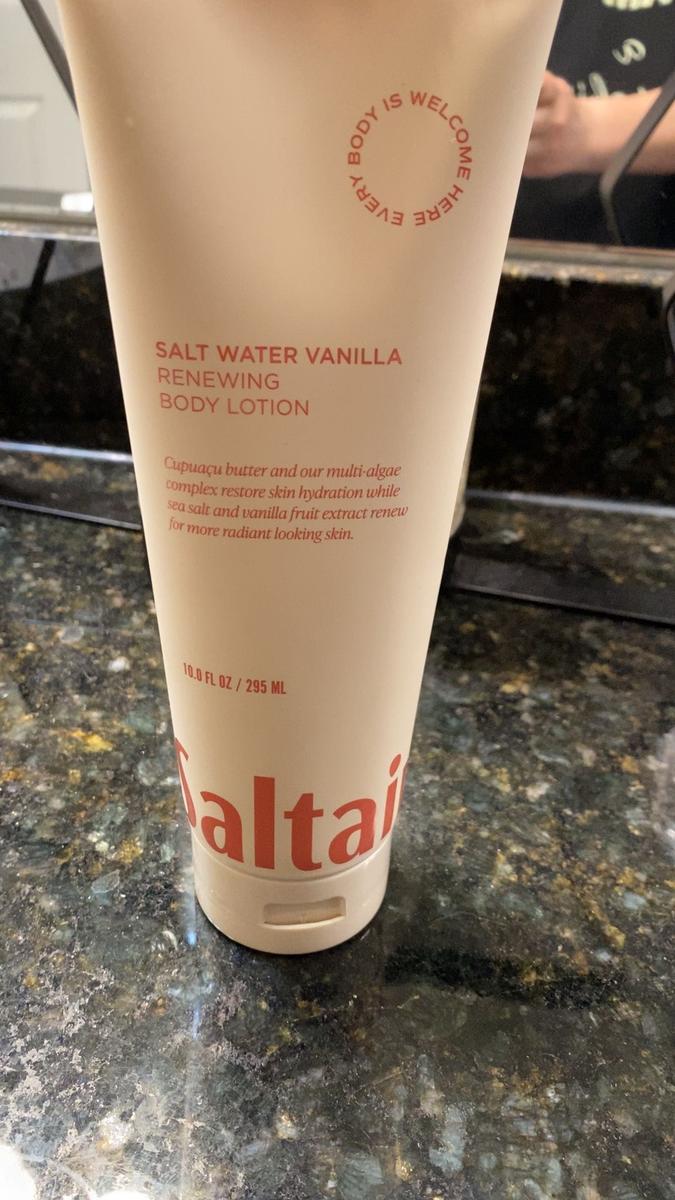 EVERY BODY IS WELCOME HERE
SALT WATER VANILLA
RENEWING
BODY LOTION
Cupuaçu butter and our multi-algae
complex restore skin hydration while
sea salt and vanilla fruit extract renew
for more radiant looking skin.
10.0 FL OZ / 295 ML
Saltai
a